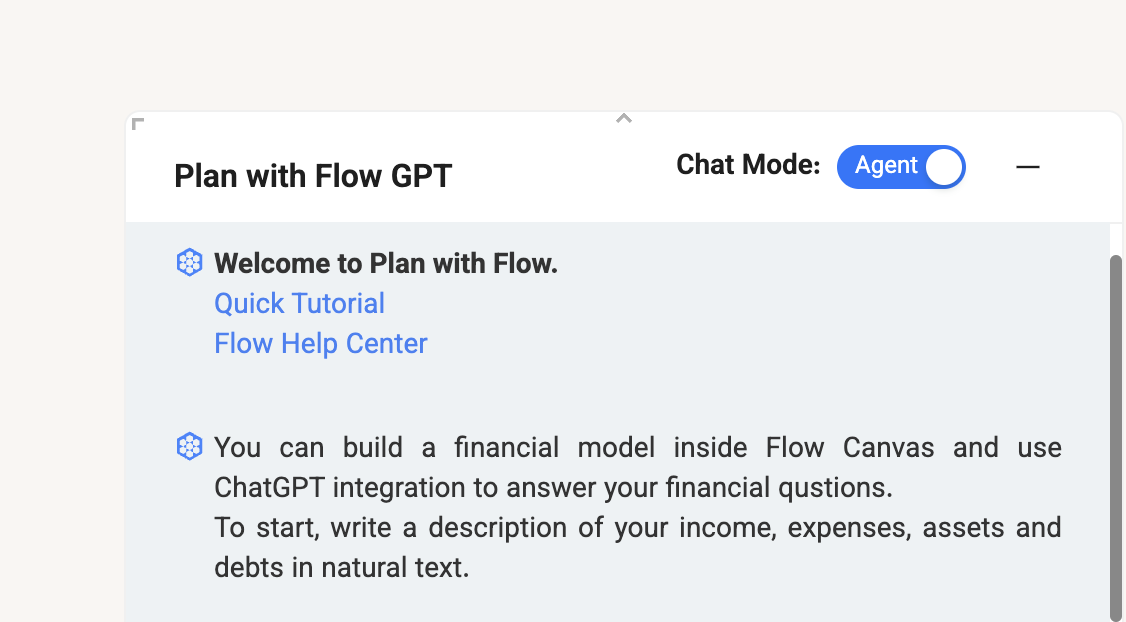 Plan with Flow GPT
Chat Mode:
Agent
Welcome to Plan with Flow.
Quick Tutorial
Flow Help Center
You can build a financial model inside Flow Canvas and use
ChatGPT integration to answer your financial qustions.
To start, write a description of your income, expenses, assets and
debts in natural text.